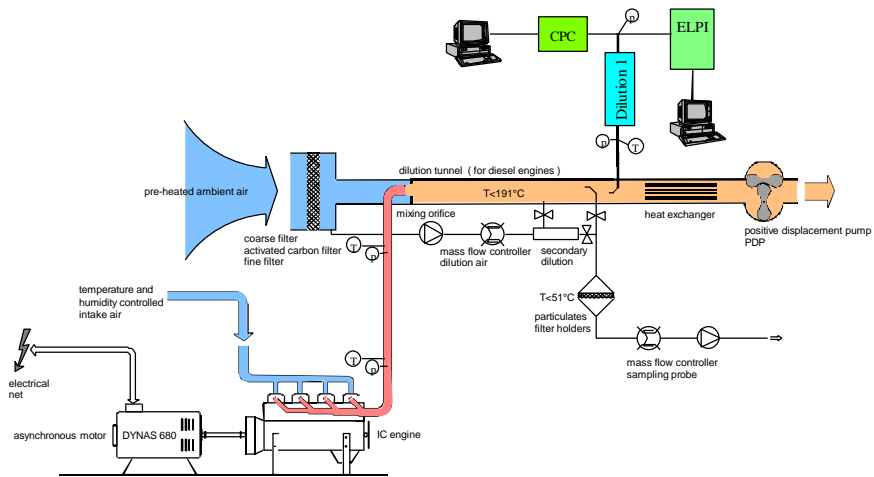 p
CPC
ELPI
Dilution 1
p
T
dilution tunnel ( for diesel engines )
pre-heated ambient air
T<191°C
mixing orifice
heat exchanger
positive displacement pump
PDP
coarse filter
activated carbon filter
fine filter
T
p
mass flow controller
dilution air
secondary
dilution
temperature and
humidity controlled
intake air
T<51°C
particulates
filter holders
T
p
mass flow controller
sampling probe
electrical
net
asynchronous motor
DYNAS 680
IC engine